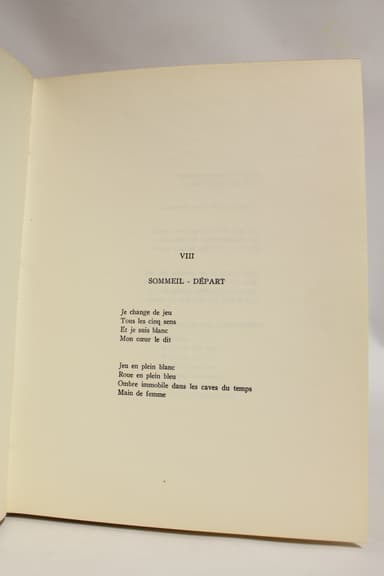 VIII
SOMMEIL - DÉPART
Je change de jeu
Tous les cinq sens
Et je suis blanc
Mon cœur le dit
Jeu en plein blanc
Roue en plein bleu
Ombre immobile dans les caves du temps
Main de femme